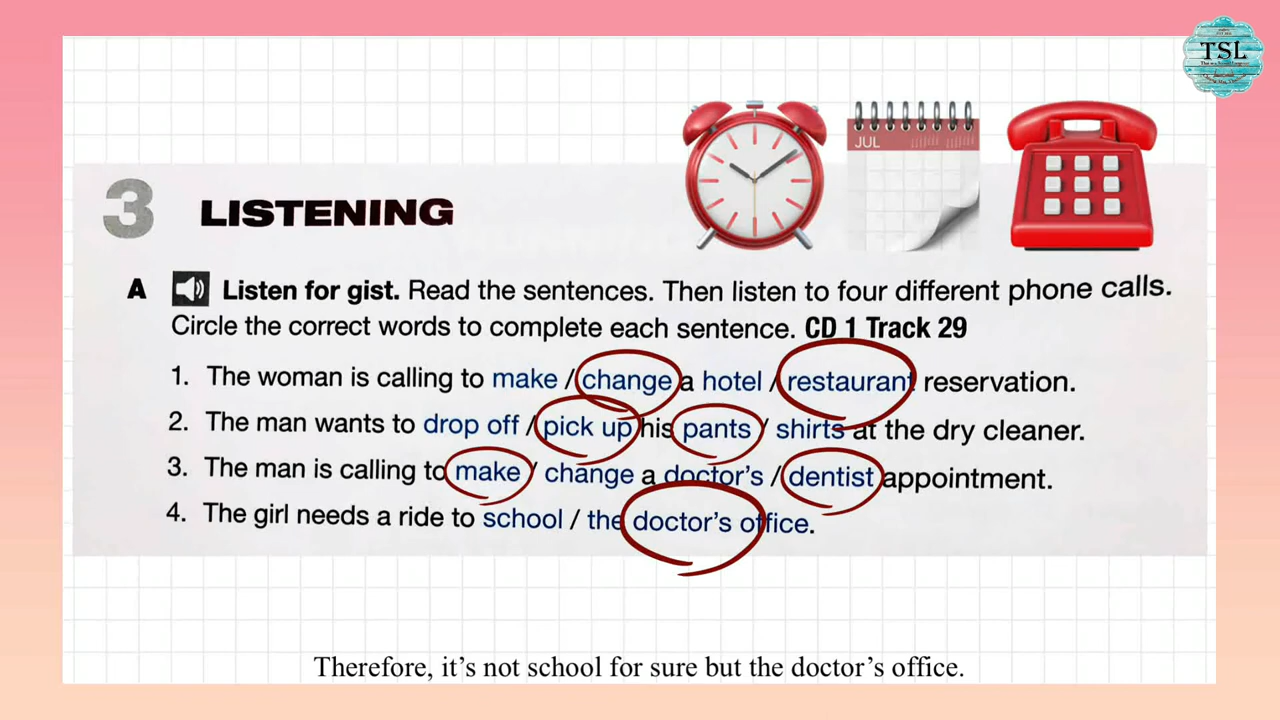 TSL
JUL
3 LISTENING
A Listen for gist. Read the sentences. Then listen to four different phone calls.
Circle the correct words to complete each sentence. CD 1 Track 29
1. The woman is calling to make / change a hotel / restaurant reservation.
2. The man wants to drop off / pick up his pants / shirts at the dry cleaner.
3. The man is calling to make / change a doctor's / dentist appointment.
4. The girl needs a ride to school / the doctor's office.
Therefore, it's not school for sure but the doctor's office.